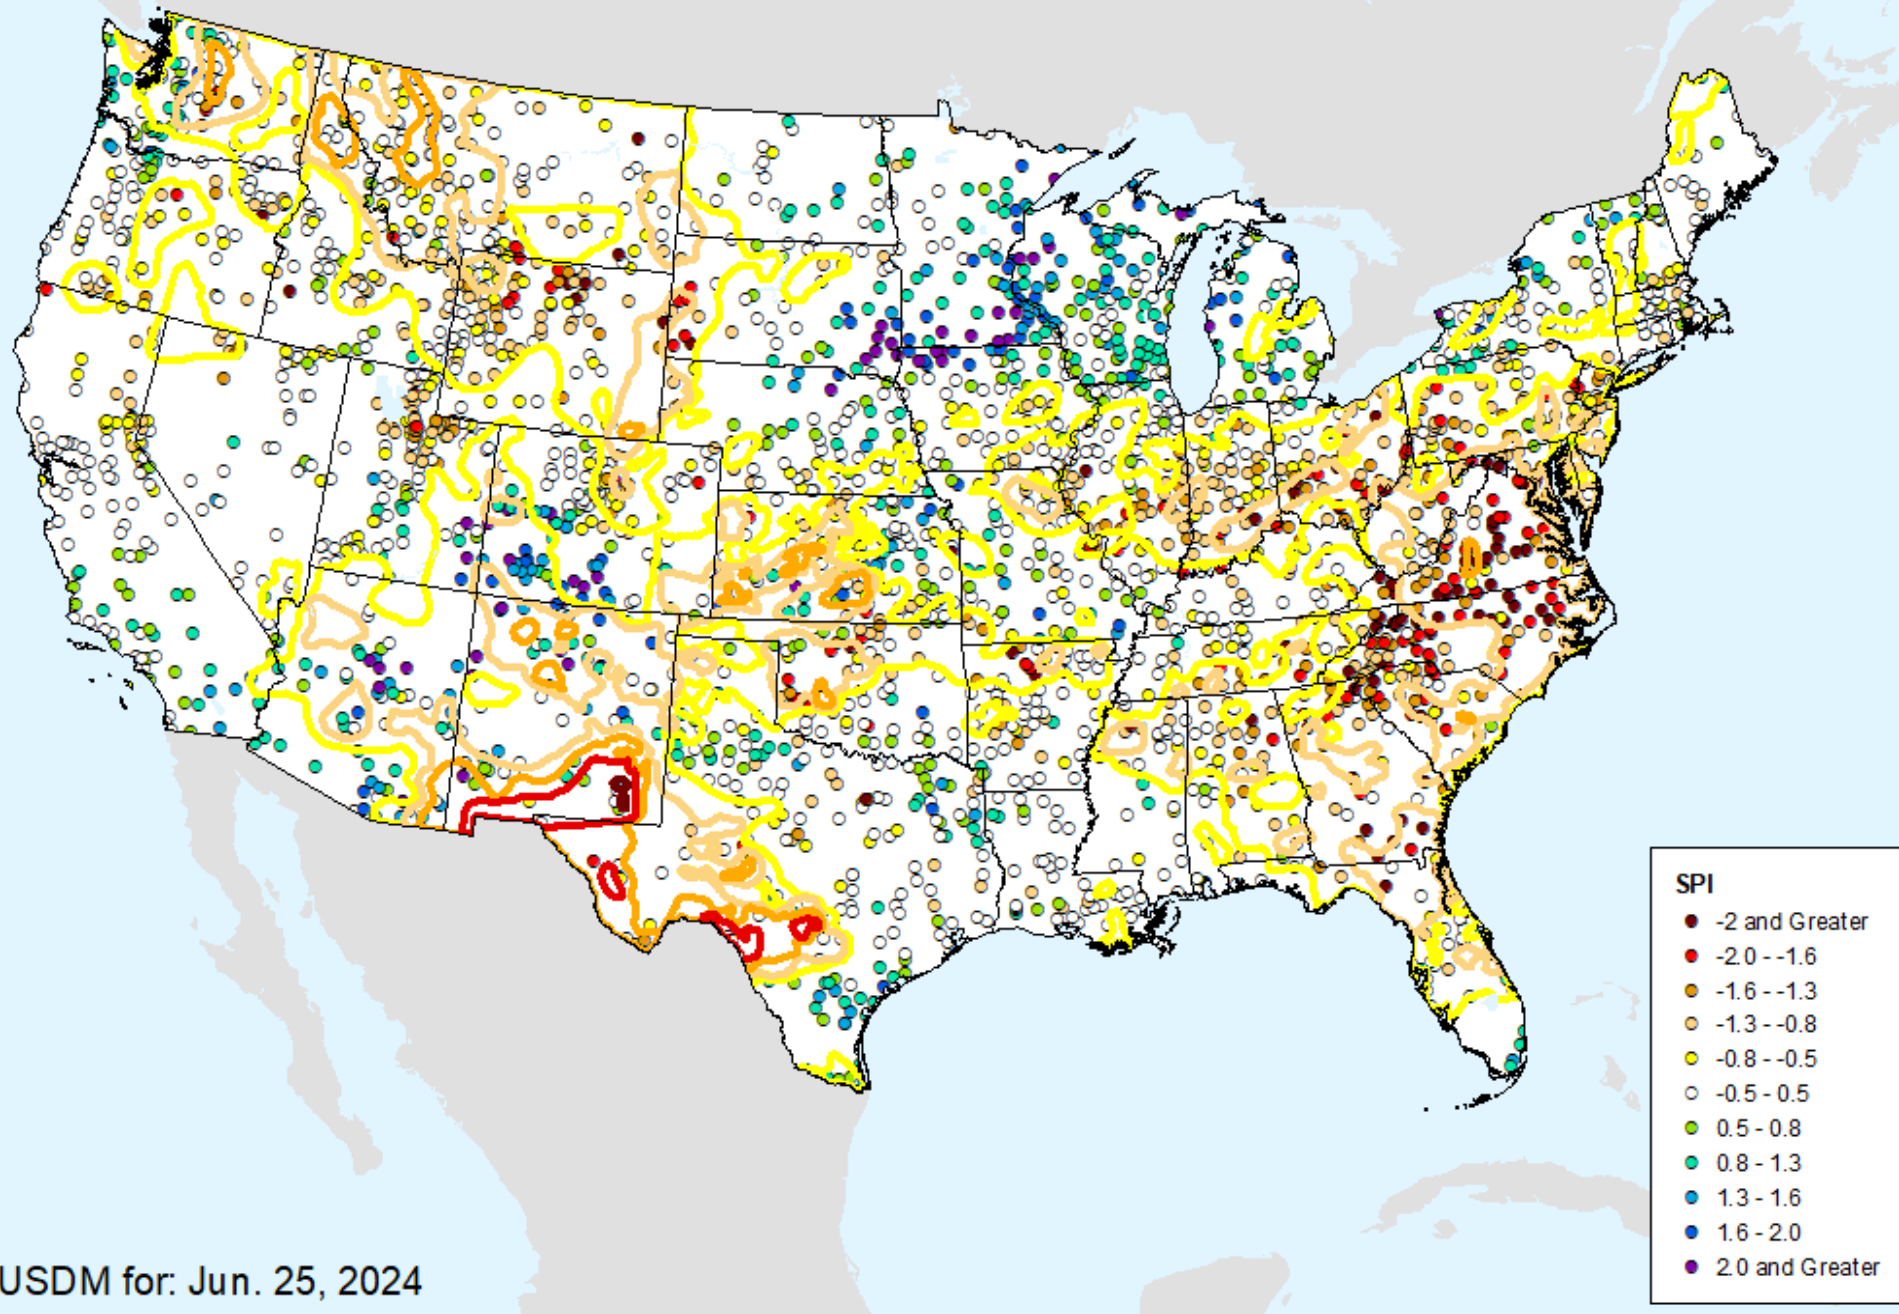 SPI
-2 and Greater
-2.0 - -1.6
-1.6 - -1.3
-1.3 - -0.8
-0.8 - -0.5
-0.5 - 0.5
0.5 - 0.8
0.8 - 1.3
1.3 - 1.6
1.6 - 2.0
2.0 and Greater
USDM for: Jun. 25, 2024